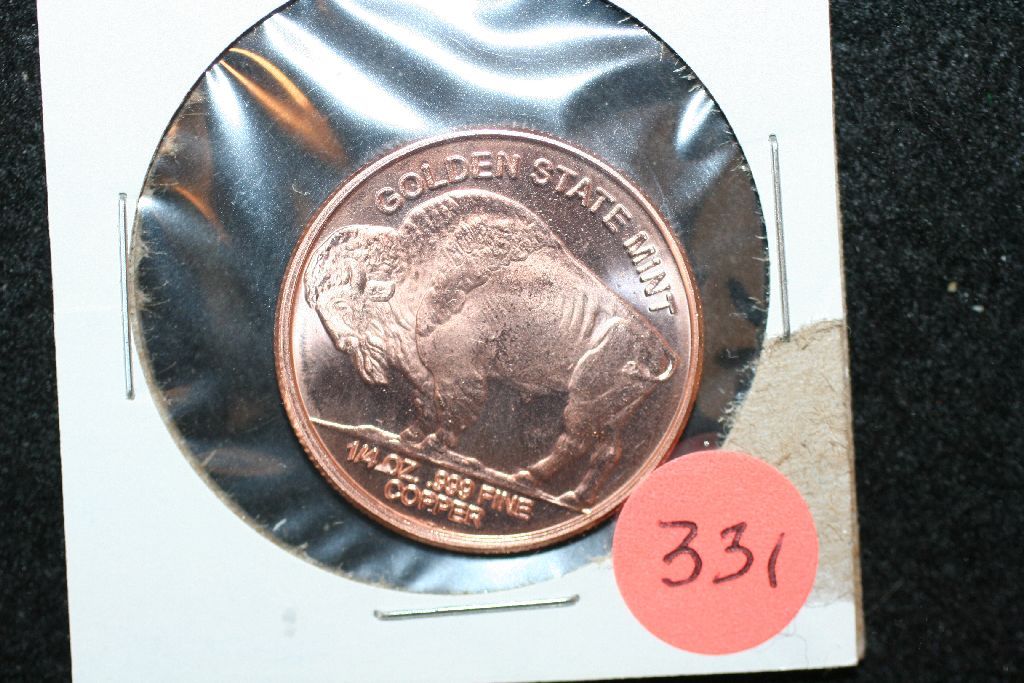 GOLDEN STATE MINT
1/4 OZ. .999 FINE
COPPER
331